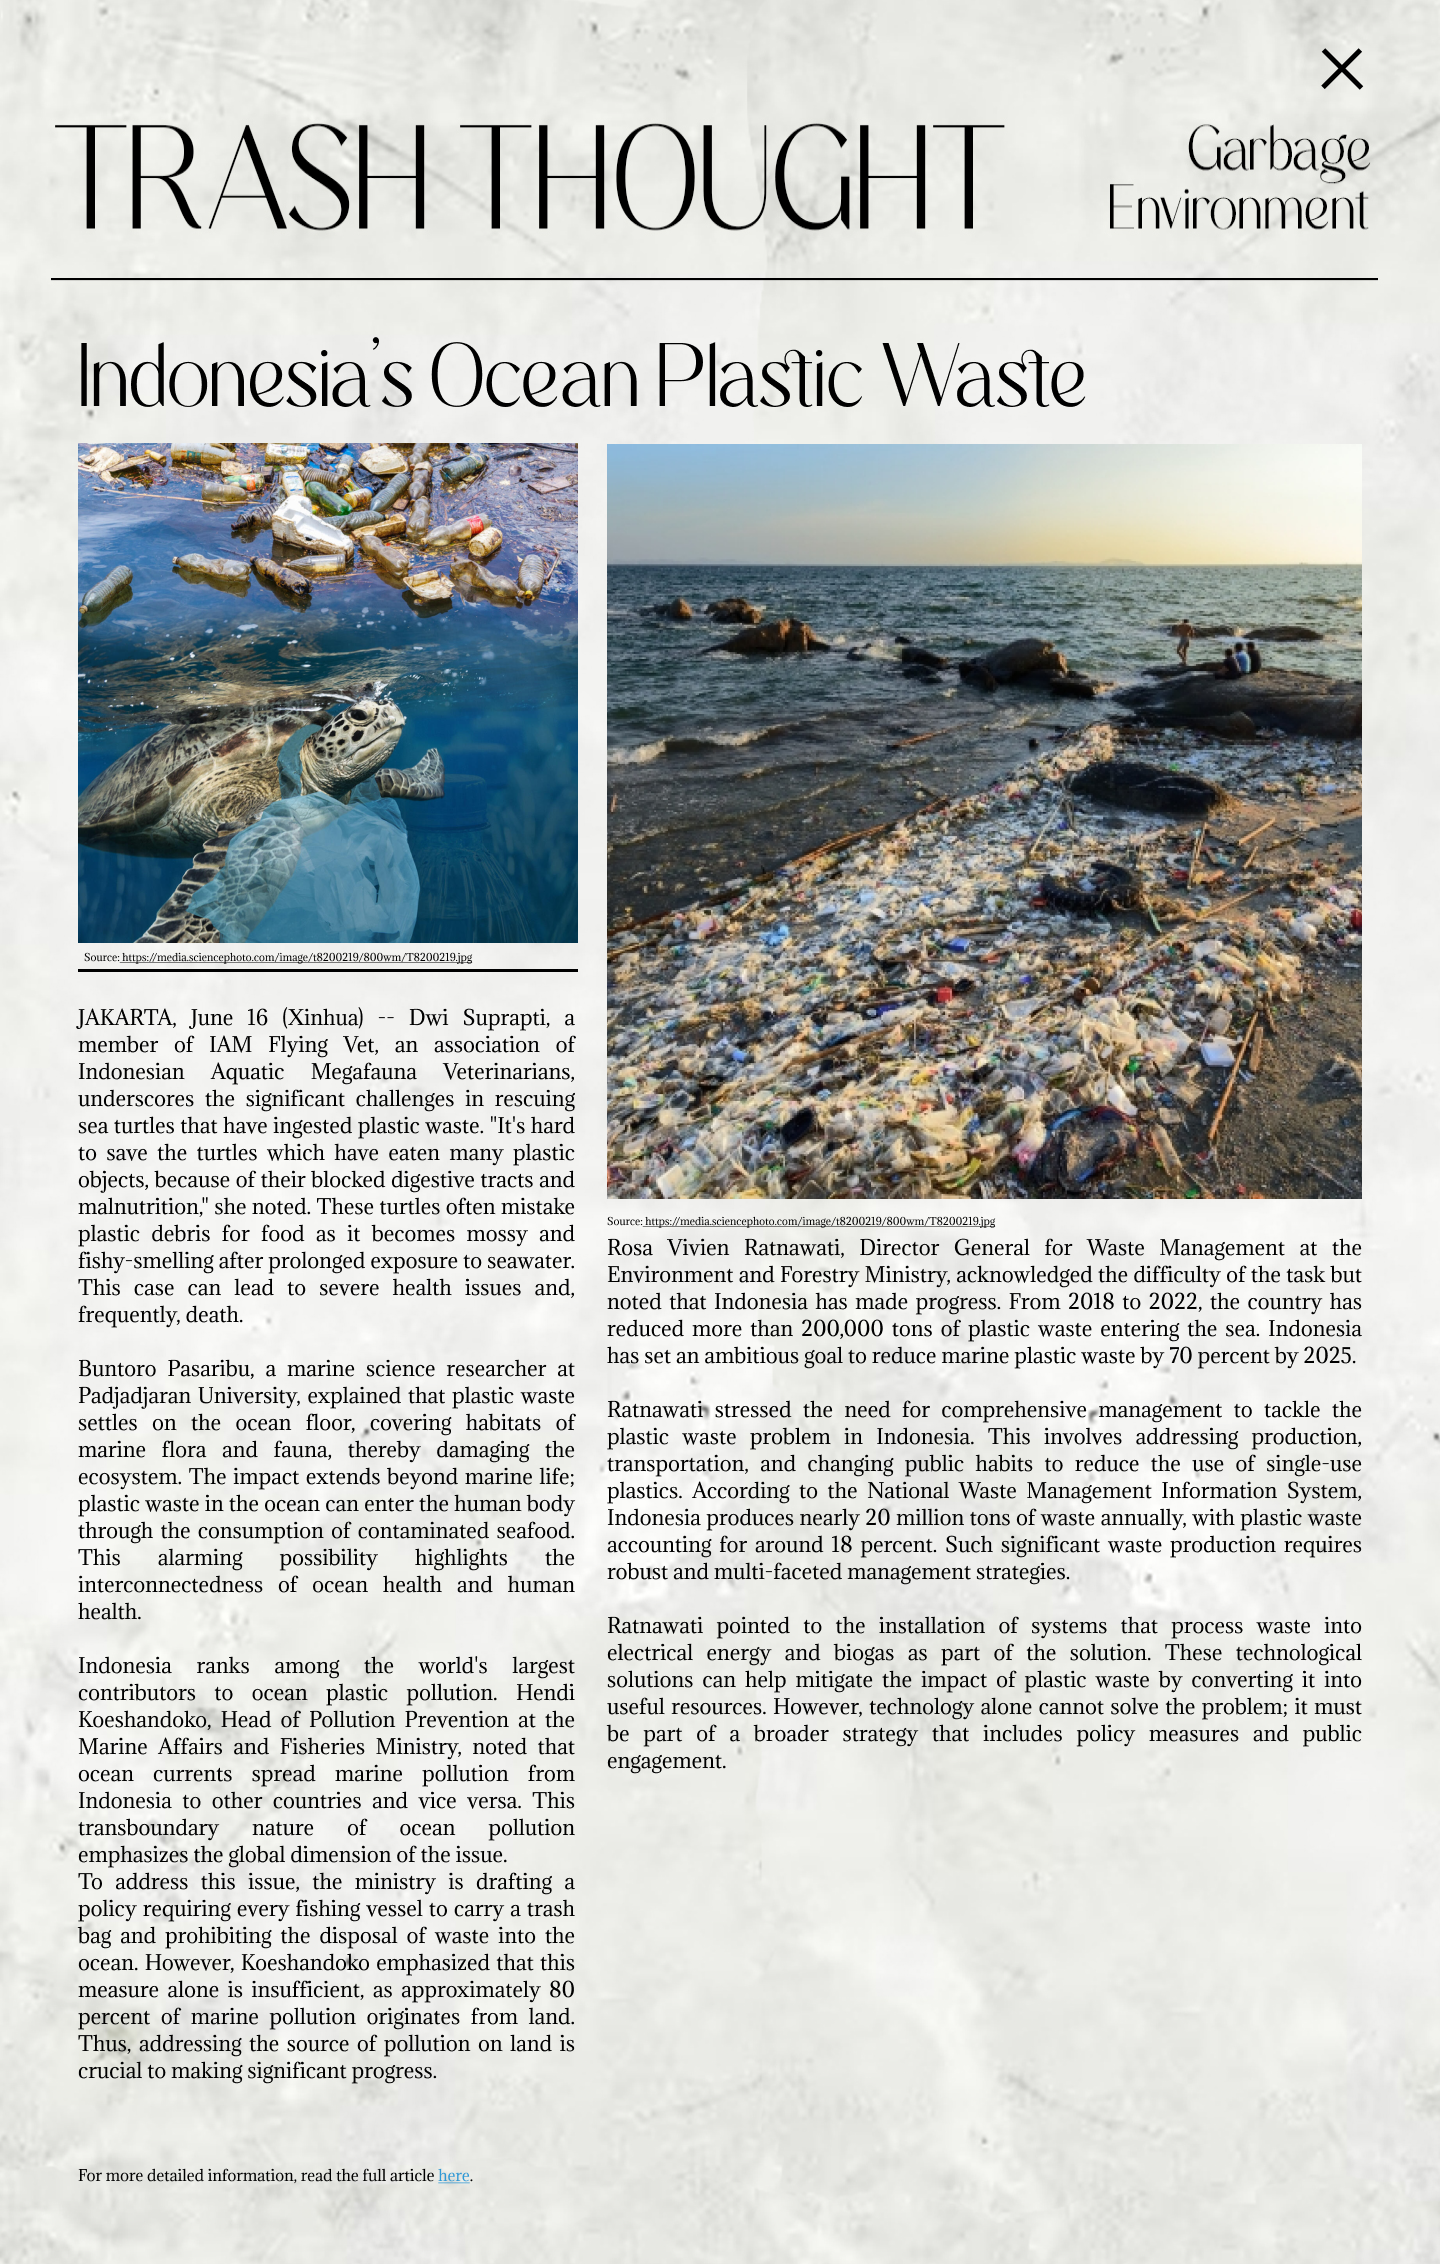 TRASH THOUGHT
Garbage
Environment
Indonesia's Ocean Plastic Waste
Source: https://media.sciencephoto.com/image/t8200219/800wm/T8200219.jpg
JAKARTA, June 16 (Xinhua) -- Dwi Suprapti, a
member of IAM Flying Vet, an association of
Indonesian Aquatic Megafauna Veterinarians,
underscores the significant challenges in rescuing
sea turtles that have ingested plastic waste. "It's hard
to save the turtles which have eaten many plastic
objects, because of their blocked digestive tracts and
malnutrition," she noted. These turtles often mistake
plastic debris for food as it becomes mossy and
fishy-smelling after prolonged exposure to seawater.
This case can lead to severe health issues and,
frequently, death.
Buntoro Pasaribu, a marine science researcher at
Padjadjaran University, explained that plastic waste
settles on the ocean floor, covering habitats of
marine flora and fauna, thereby damaging the
ecosystem. The impact extends beyond marine life;
plastic waste in the ocean can enter the human body
through the consumption of contaminated seafood.
This alarming possibility highlights the
interconnectedness of ocean health and human
health.
Indonesia ranks among the world's largest
contributors to ocean plastic pollution. Hendi
Koeshandoko, Head of Pollution Prevention at the
Marine Affairs and Fisheries Ministry, noted that
ocean currents spread marine pollution from
Indonesia to other countries and vice versa. This
transboundary nature of ocean pollution
emphasizes the global dimension of the issue.
To address this issue, the ministry is drafting a
policy requiring every fishing vessel to carry a trash
bag and prohibiting the disposal of waste into the
ocean. However, Koeshandoko emphasized that this
measure alone is insufficient, as approximately 80
percent of marine pollution originates from land.
Thus, addressing the source of pollution on land is
crucial to making significant progress.
Source: https://media.sciencephoto.com/image/t8200219/800wm/T8200219.jpg
Rosa Vivien Ratnawati, Director General for Waste Management at the
Environment and Forestry Ministry, acknowledged the difficulty of the task but
noted that Indonesia has made progress. From 2018 to 2022, the country has
reduced more than 200,000 tons of plastic waste entering the sea. Indonesia
has set an ambitious goal to reduce marine plastic waste by 70 percent by 2025.
Ratnawati stressed the need for comprehensive management to tackle the
plastic waste problem in Indonesia. This involves addressing production,
transportation, and changing public habits to reduce the use of single-use
plastics. According to the National Waste Management Information System,
Indonesia produces nearly 20 million tons of waste annually, with plastic waste
accounting for around 18 percent. Such significant waste production requires
robust and multi-faceted management strategies.
Ratnawati pointed to the installation of systems that process waste into
electrical energy and biogas as part of the solution. These technological
solutions can help mitigate the impact of plastic waste by converting it into
useful resources. However, technology alone cannot solve the problem; it must
be part of a broader strategy that includes policy measures and public
engagement.
For more detailed information, read the full article here.